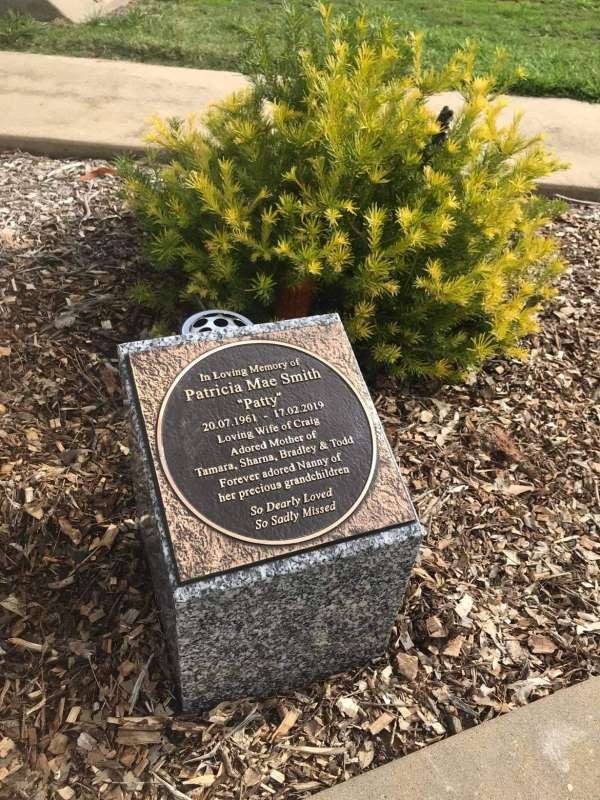 In Loving Memory of
Patricia Mae Smith
"Patty"
20.07.1961 - 17.02.2019
Loving Wife of Craig
Adored Mother of
Tamara, Sharna, Bradley & Todd
Forever adored Nanny of
her precious grandchildren
So Dearly Loved
So Sadly Missed